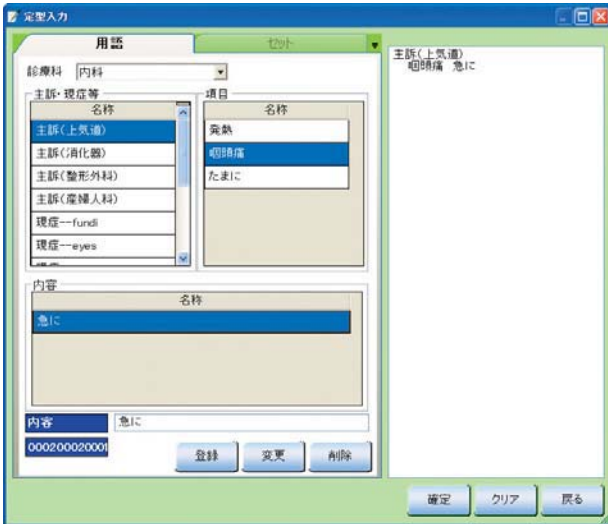 定型入力
用語
セット
診療科 内科
主訴・現症等
名称
主訴(上気道)
主訴(消化器)
主訴(整形外科)
主訴(産婦人科)
現症--fundi
現症--eyes
項目
名称
発熱
咽頭痛
たまに
内容
名称
急に
内容 急に
000200020001
登録 変更 削除
主訴(上気道)
咽頭痛 急に
確定 クリア 戻る